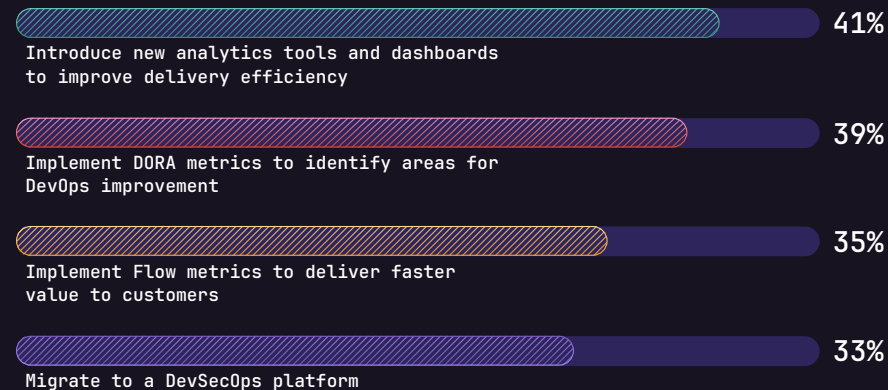 41%
Introduce new analytics tools and dashboards
to improve delivery efficiency
39%
Implement DORA metrics to identify areas for
DevOps improvement
35%
Implement Flow metrics to deliver faster
value to customers
33%
Migrate to a DevSecOps platform